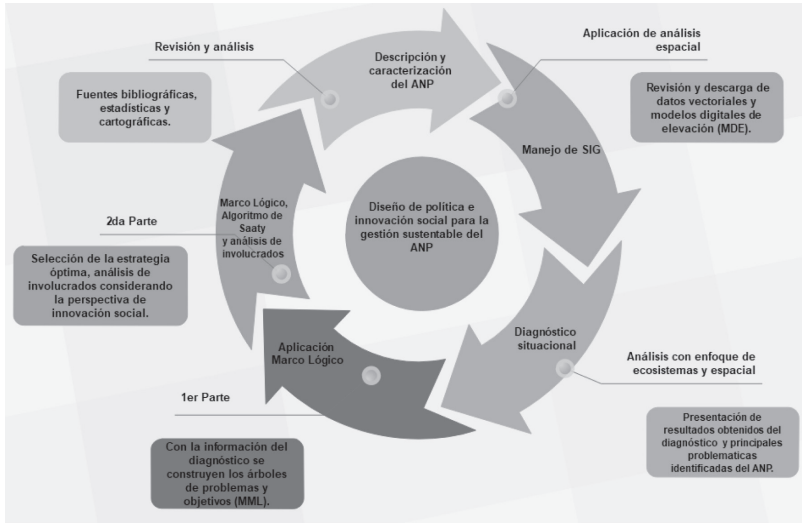 Revisión y análisis
Fuentes bibliográficas,
estadísticas y
cartográficas.
Descripción y
caracterización
del ANP
Aplicación de análisis
espacial
Revisión y descarga de
datos vectoriales y
modelos digitales de
elevación (MDE).
Manejo de SIG
Diseño de política e
innovación social para la
gestión sustentable del
ANP
Diagnóstico
situacional
Análisis con enfoque de
ecosistemas y espacial
Presentación de
resultados obtenidos del
diagnóstico y principales
problematicas
identificadas del ANP.
Aplicación
Marco Lógico
1er Parte
Con la información del
diagnóstico se
construyen los árboles
de problemas y
objetivos (MML).
Marco Lógico,
Algoritmo de
Saaty
y análisis de
involucrados
2da Parte
Selección de la estrategia
óptima, análisis de
involucrados considerando
la perspectiva de
innovación social.